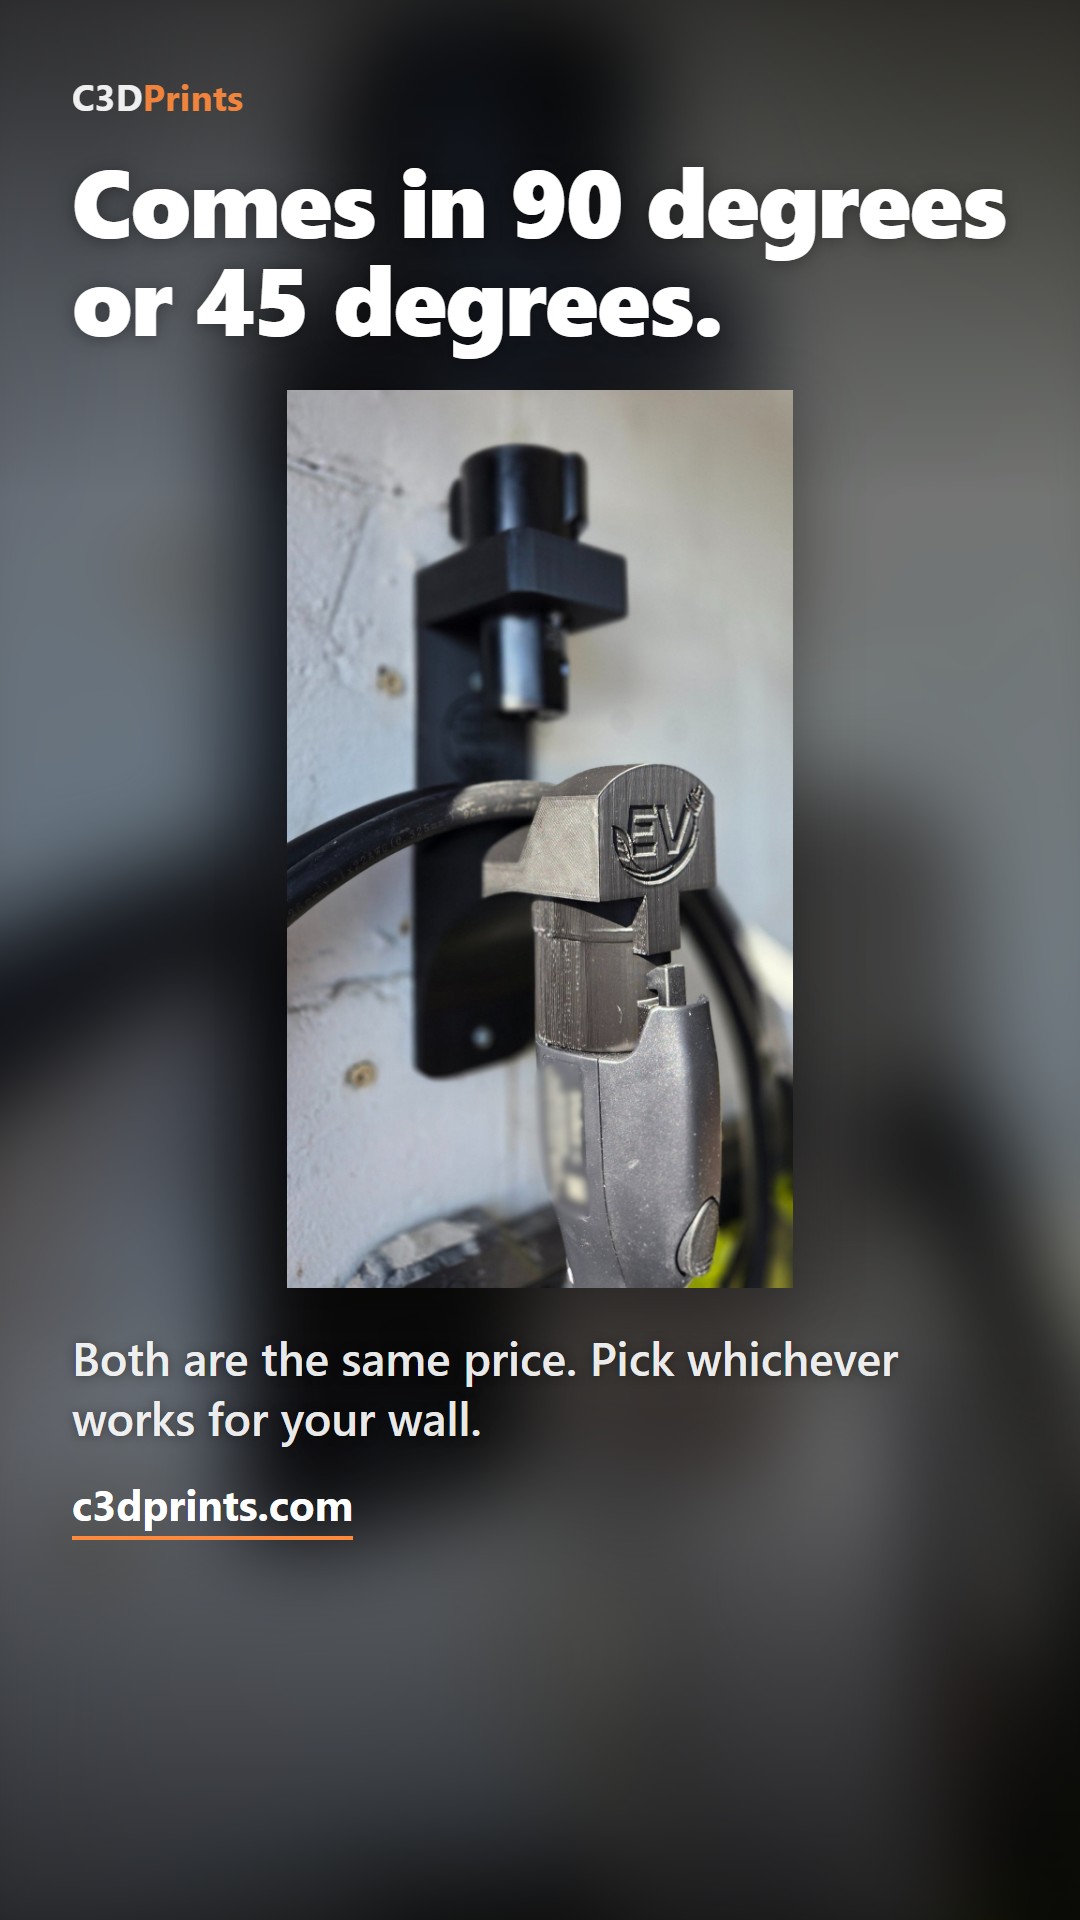 C3DPrints
Comes in 90 degrees
or 45 degrees.
EV
Both are the same price. Pick whichever
works for your wall.
c3dprints.com